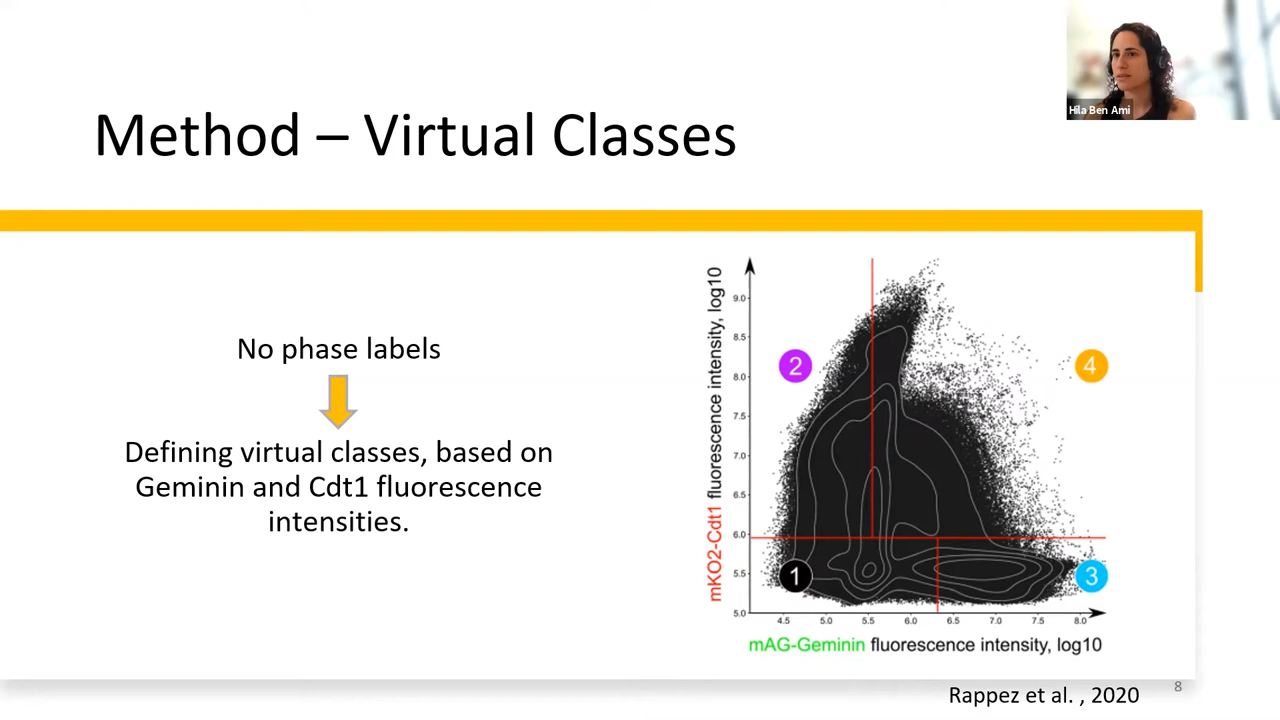 Hila Ben Ami
Method – Virtual Classes
No phase labels
Defining virtual classes, based on
Geminin and Cdt1 fluorescence
intensities.
mKO2-Cdt1 fluorescence intensity, log10
9.0
8.5
8.0
7.5
7.0
6.5
6.0
5.5
5.0
2
4
1
3
4.5 5.0 5.5 6.0 6.5 7.0 7.5 8.0
mAG-Geminin fluorescence intensity, log10
Rappez et al. , 2020
8